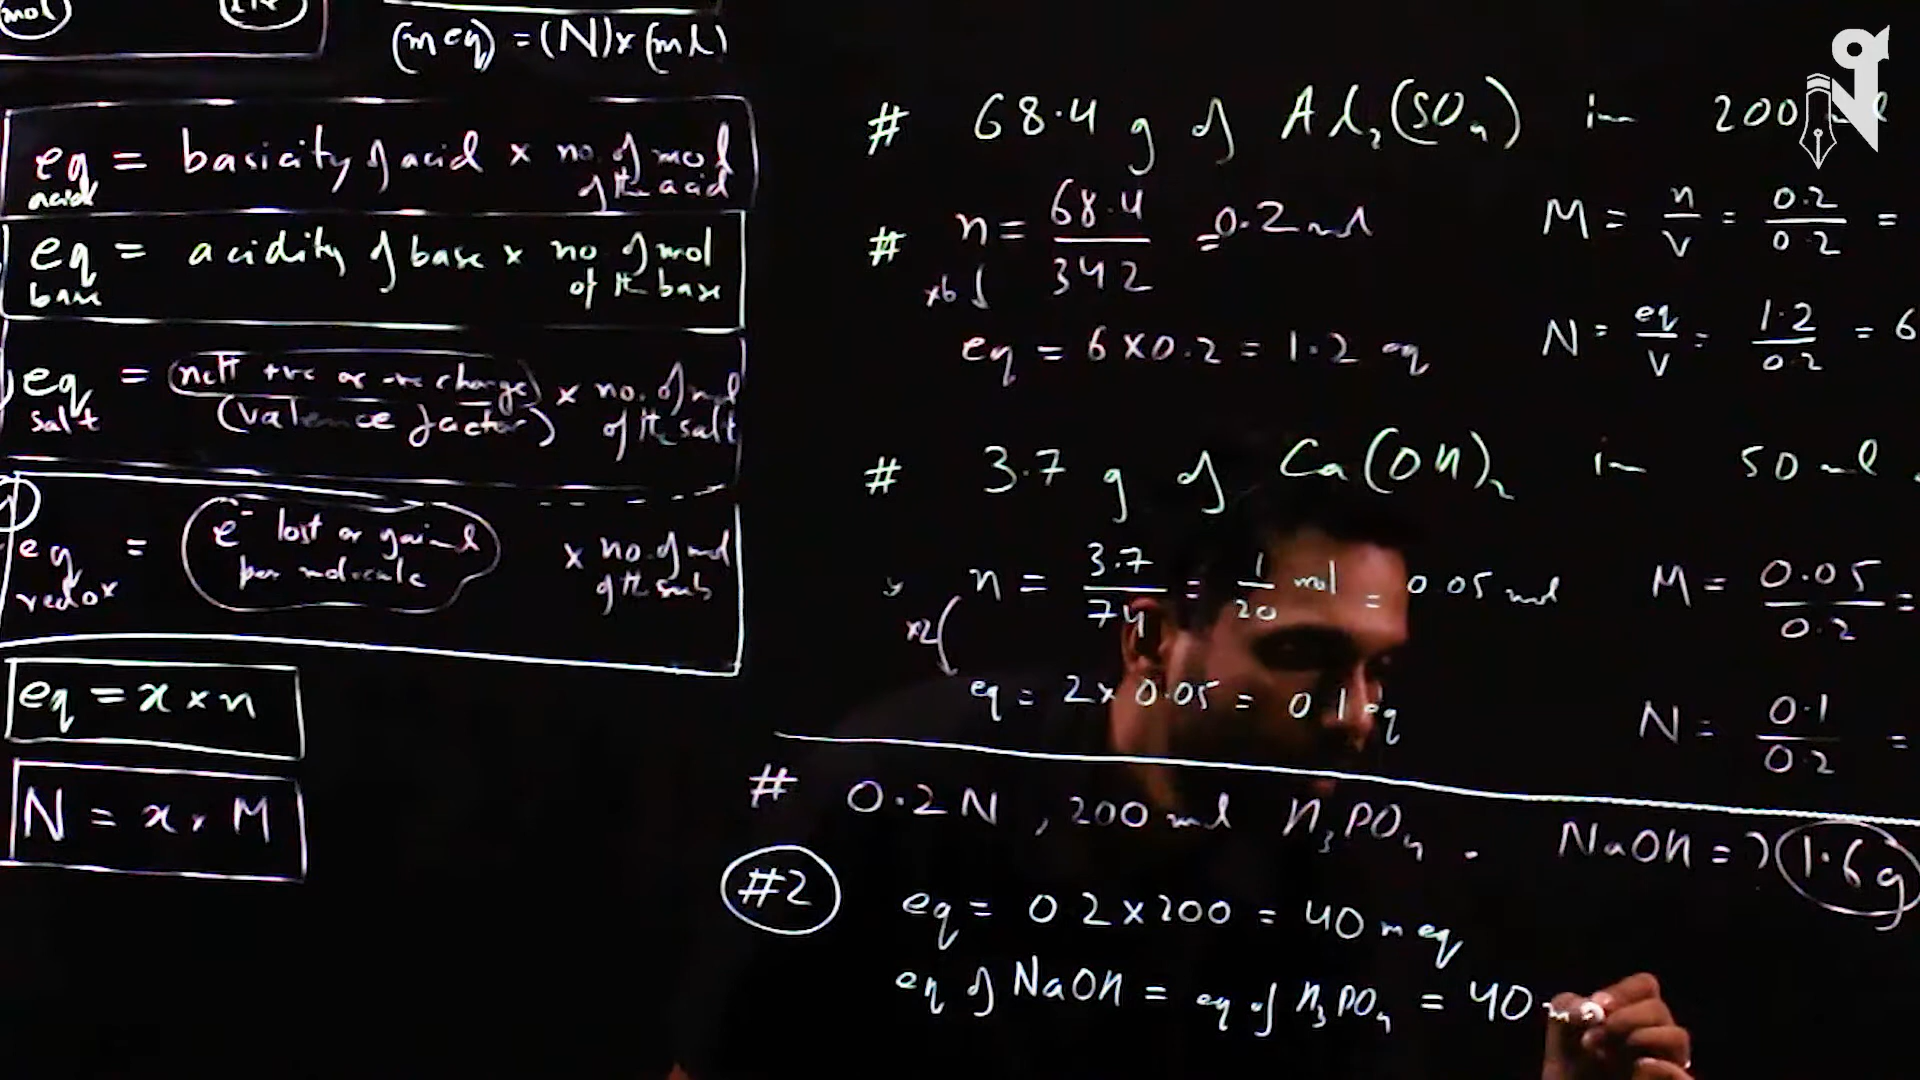 mol
(meq) = (N) x (ml)
eq acid = basicity of acid x no. of mol of the acid
eq base = acidity of base x no. of mol of the base
eq salt = (nett +ve or -ve charge) (valence factor) x no. of mol of the salt
eq redox = e⁻ lost or gained per molecule x no. of mol of the sub
eq = x x n
N = x x M
# 68.4 g of Al₂(SO₄) in 200 ml
# n = 68.4/342 = 0.2 mol
M = n/V = 0.2/0.2 =
x6
eq = 6 x 0.2 = 1.2 eq
N = eq/V = 1.2/0.2 = 6
# 3.7 g of Ca(OH)₂ in 50 ml
n = 3.7/74 = 1/20 mol = 0.05 mol
M = 0.05/0.2 =
x2
eq = 2 x 0.05 = 0.1 eq
N = 0.1/0.2 =
# 0.2 N , 200 ml H₃PO₄ . NaOH = ? 1.6g
#2 eq = 0.2 x 200 = 40 meq
eq of NaOH = eq of H₃PO₄ = 40 m